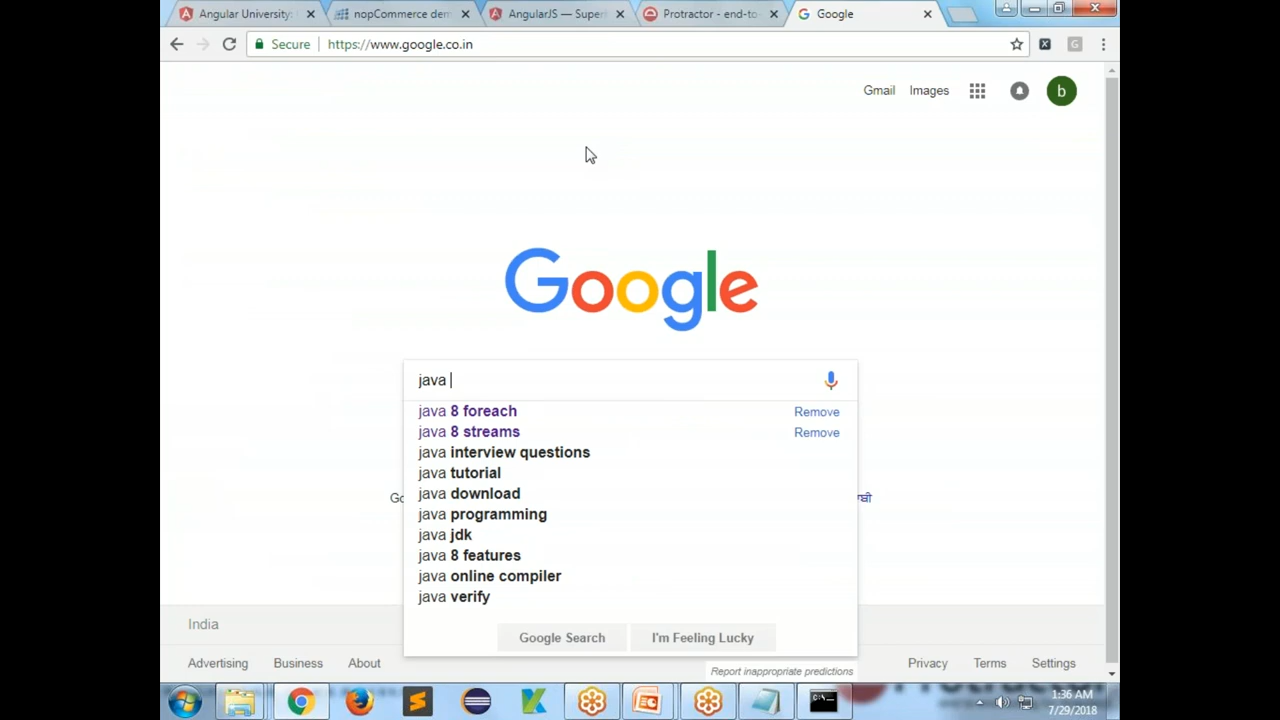 Angular University:
nopCommerce dem
AngularJS — Super
Protractor - end-to-
Google
Secure
https://www.google.co.in
X
G
Gmail
Images
b
Google
java
java 8 foreach
Remove
java 8 streams
Remove
java interview questions
java tutorial
java download
java programming
java jdk
java 8 features
java online compiler
java verify
Google Search
I'm Feeling Lucky
Report inappropriate predictions
India
Advertising
Business
About
Privacy
Terms
Settings
1:36 AM
7/29/2018